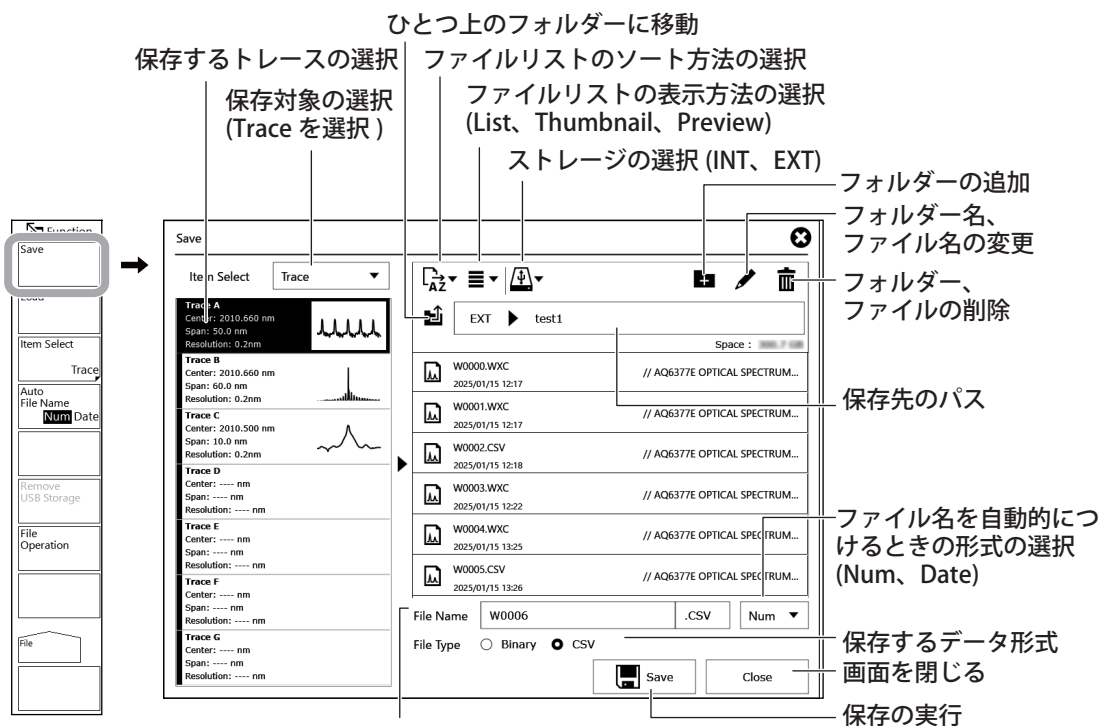 ひとつ上のフォルダーに移動
保存するトレースの選択
ファイルリストのソート方法の選択
保存対象の選択
(Trace を選択 )
ファイルリストの表示方法の選択
(List、Thumbnail、Preview)
ストレージの選択 (INT、EXT)
フォルダーの追加
フォルダー名、
ファイル名の変更
フォルダー、
ファイルの削除
保存先のパス
ファイル名を自動的につ
けるときの形式の選択
(Num、Date)
保存するデータ形式
画面を閉じる
保存の実行
Function
Save
Load
Item Select
Trace
Auto
File Name
Num Date
Remove
USB Storage
File
Operation
File
Save
Item Select Trace
Trace A
Center: 2010.660 nm
Span: 50.0 nm
Resolution: 0.2nm
Trace B
Center: 2010.660 nm
Span: 60.0 nm
Resolution: 0.2nm
Trace C
Center: 2010.500 nm
Span: 10.0 nm
Resolution: 0.2nm
Trace D
Center: ---- nm
Span: ---- nm
Resolution: ---- nm
Trace E
Center: ---- nm
Span: ---- nm
Resolution: ---- nm
Trace F
Center: ---- nm
Span: ---- nm
Resolution: ---- nm
Trace G
Center: ---- nm
Span: ---- nm
Resolution: ---- nm
AZ
EXT ▶ test1
Space :
W0000.WXC
2025/01/15 12:17
// AQ6377E OPTICAL SPECTRUM...
W0001.WXC
2025/01/15 12:17
// AQ6377E OPTICAL SPECTRUM...
W0002.CSV
2025/01/15 12:18
// AQ6377E OPTICAL SPECTRUM...
W0003.WXC
2025/01/15 12:22
// AQ6377E OPTICAL SPECTRUM...
W0004.WXC
2025/01/15 13:25
// AQ6377E OPTICAL SPECTRUM...
W0005.CSV
2025/01/15 13:26
// AQ6377E OPTICAL SPECTRUM...
File Name W0006 .CSV Num
File Type Binary CSV
Save Close